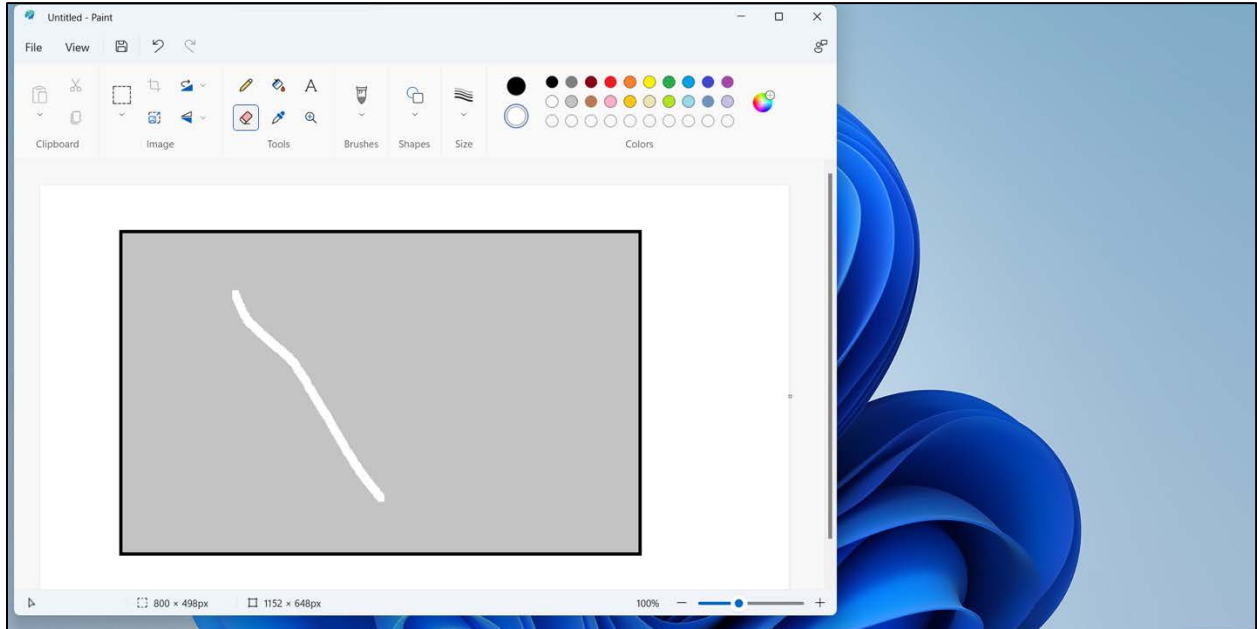 Untitled - Paint
File View
A
Clipboard Image Tools Brushes Shapes Size Colors
800 × 498px 1152 × 648px 100% − +